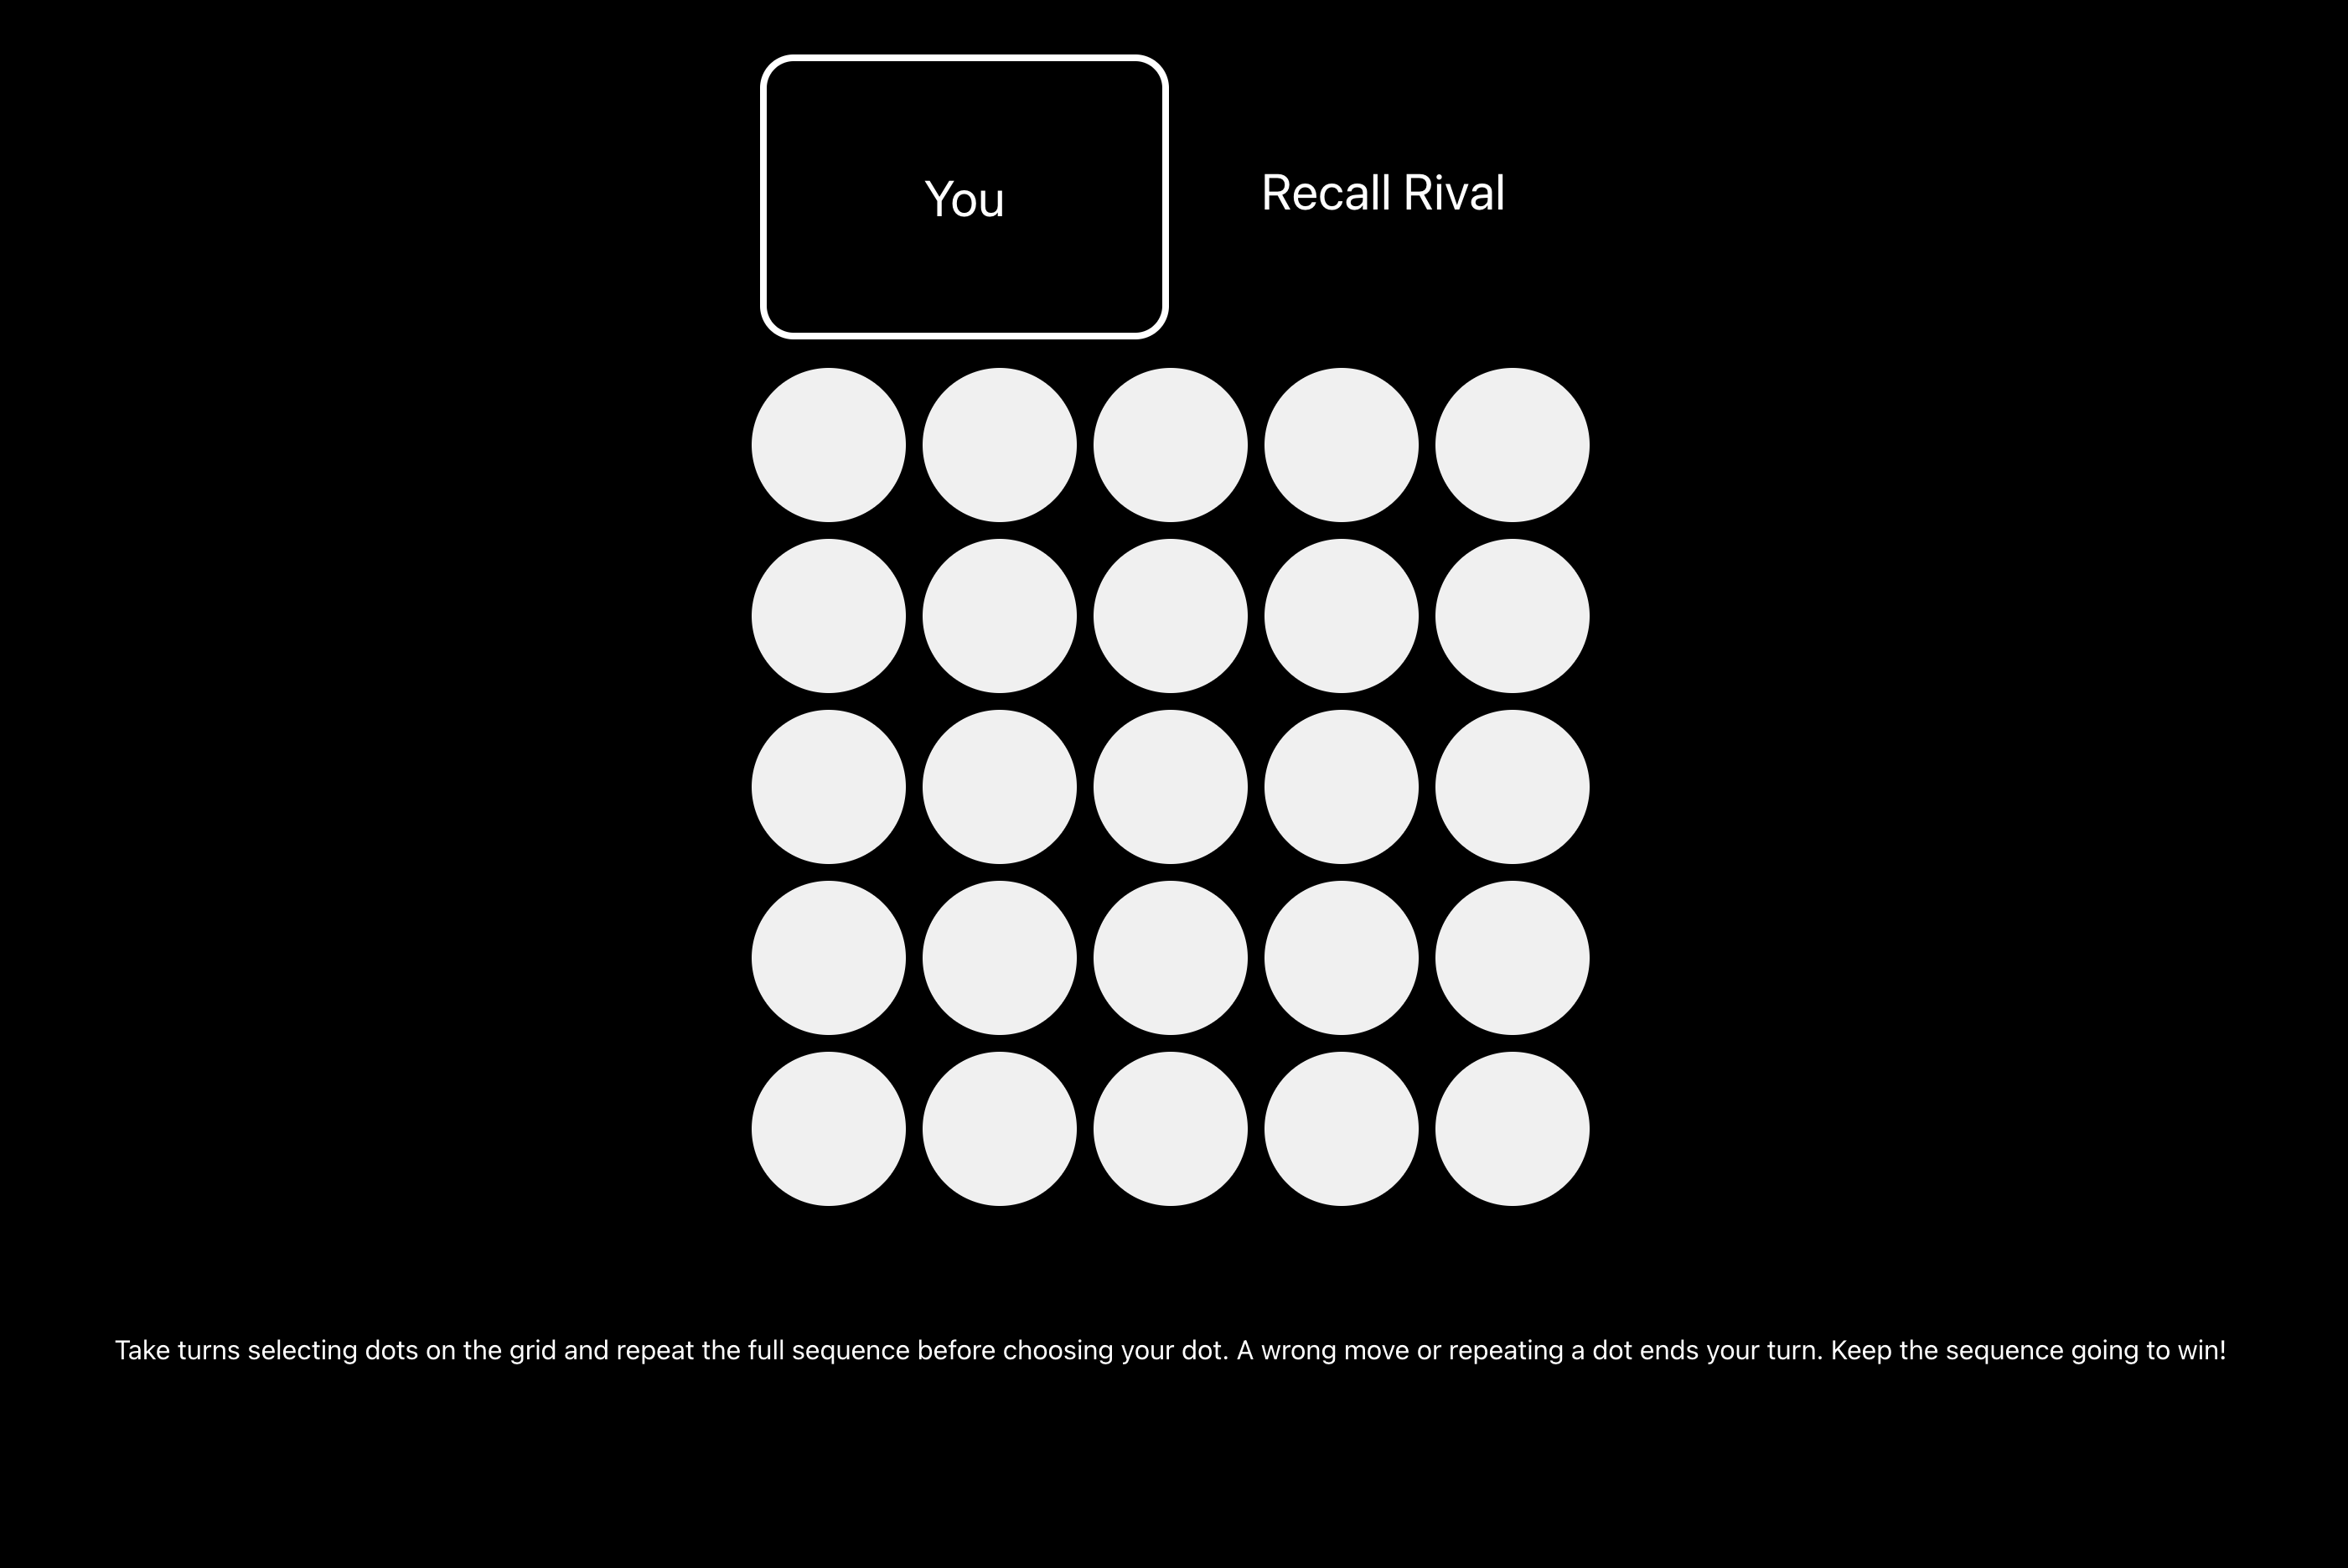 You
Recall Rival
Take turns selecting dots on the grid and repeat the full sequence before choosing your dot. A wrong move or repeating a dot ends your turn. Keep the sequence going to win!